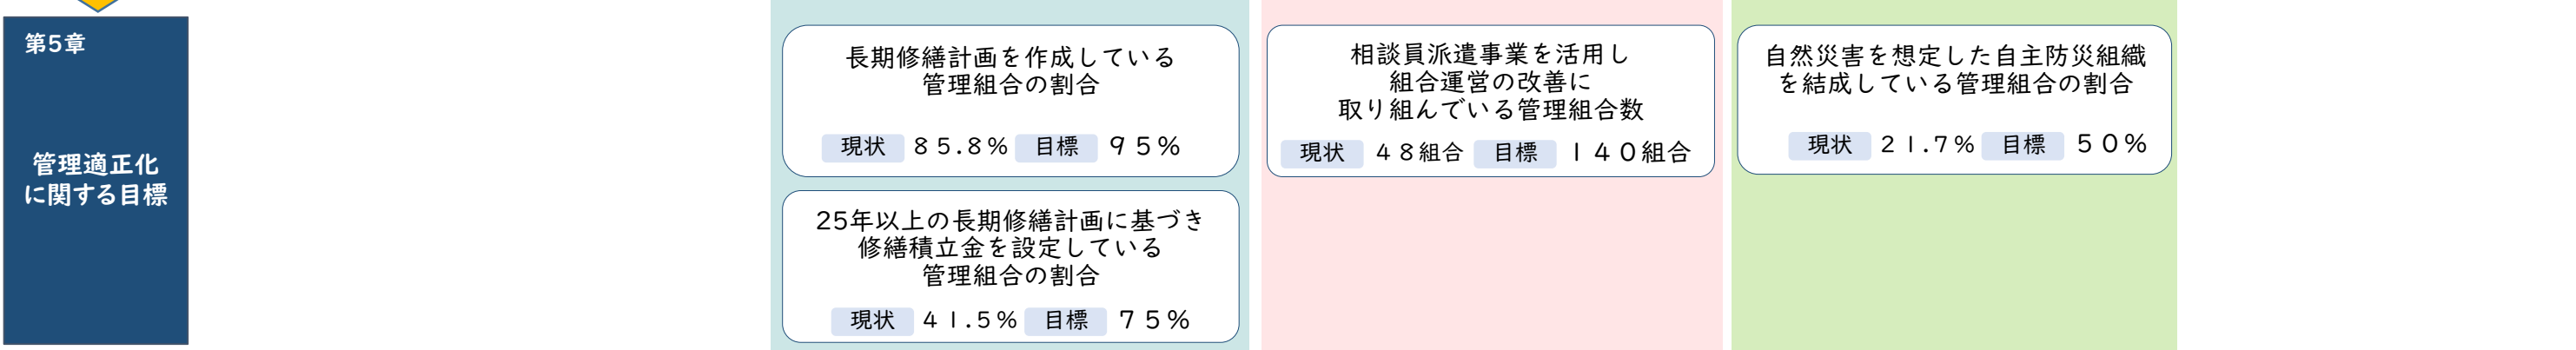 第5章
管理適正化
に関する目標
長期修繕計画を作成している
管理組合の割合
現状 85.8% 目標 95%
25年以上の長期修繕計画に基づき
修繕積立金を設定している
管理組合の割合
現状 41.5% 目標 75%
相談員派遣事業を活用し
組合運営の改善に
取り組んでいる管理組合数
現状 48組合 目標 140組合
自然災害を想定した自主防災組織
を結成している管理組合の割合
現状 21.7% 目標 50%